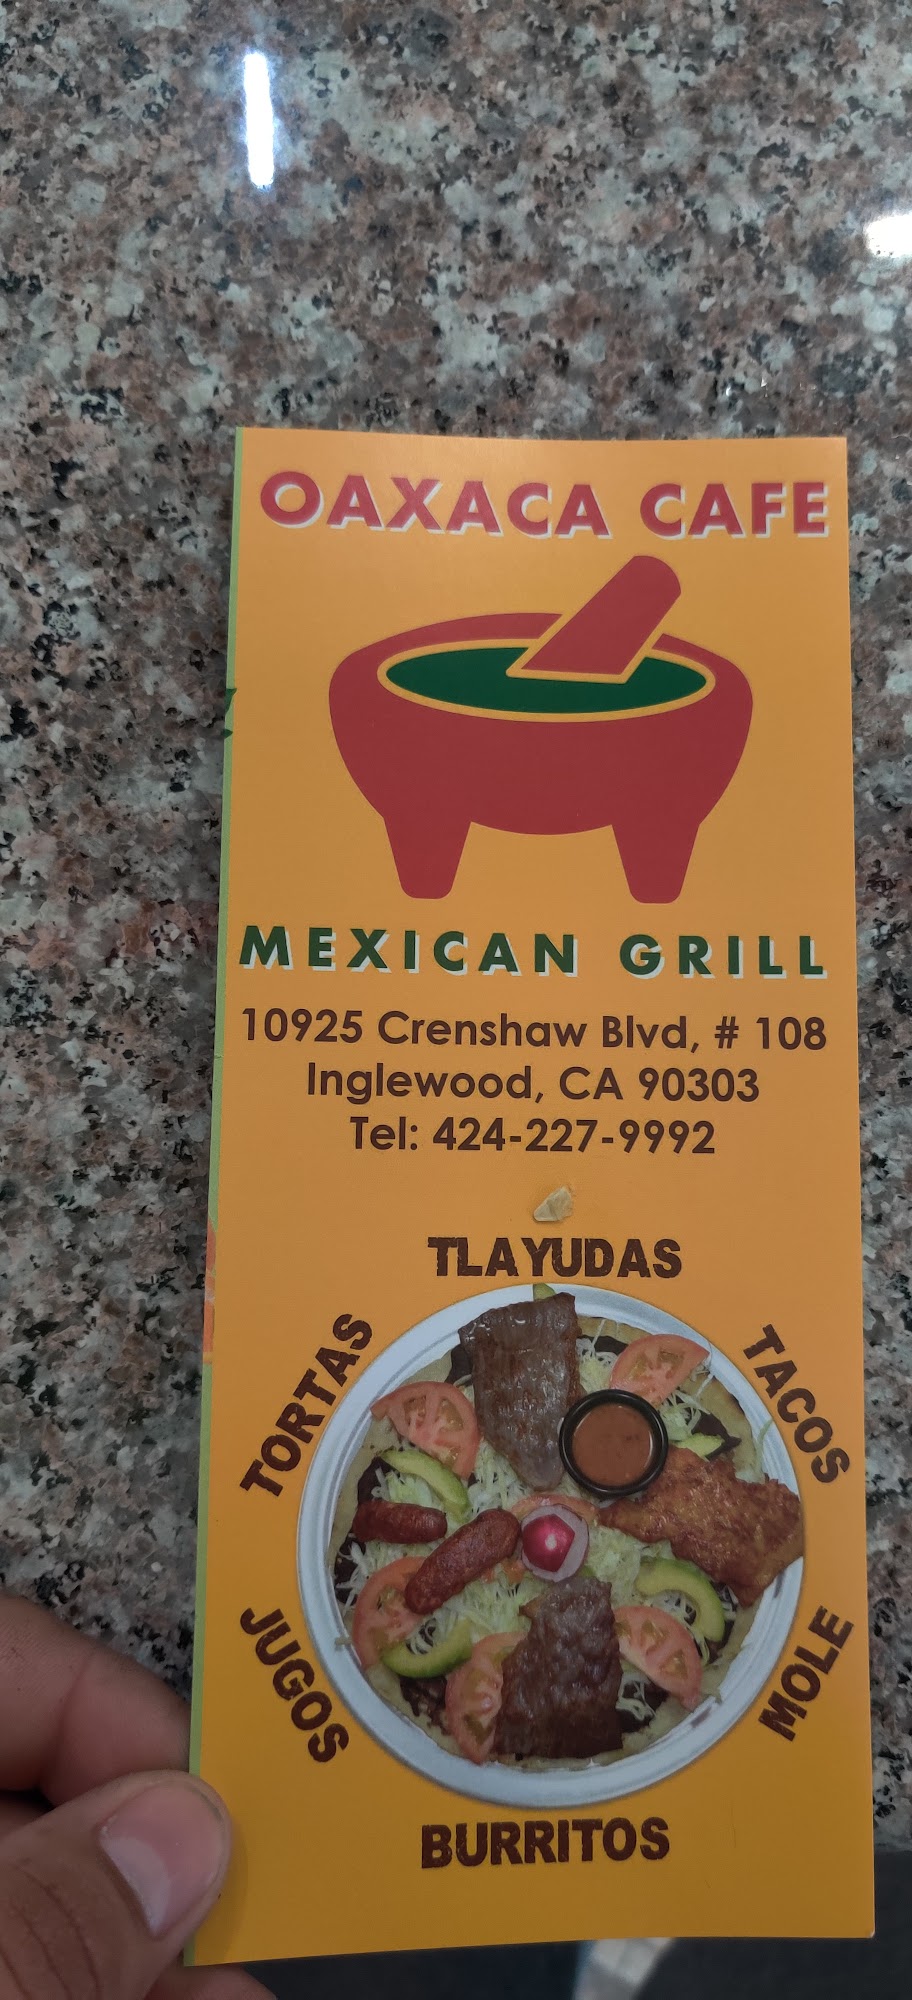 OAXACA CAFE
MEXICAN GRILL
10925 Crenshaw Blvd, # 108
Inglewood, CA 90303
Tel: 424-227-9992
TLAYUDAS
TORTAS
TACOS
JUGOS
MOLE
BURRITOS